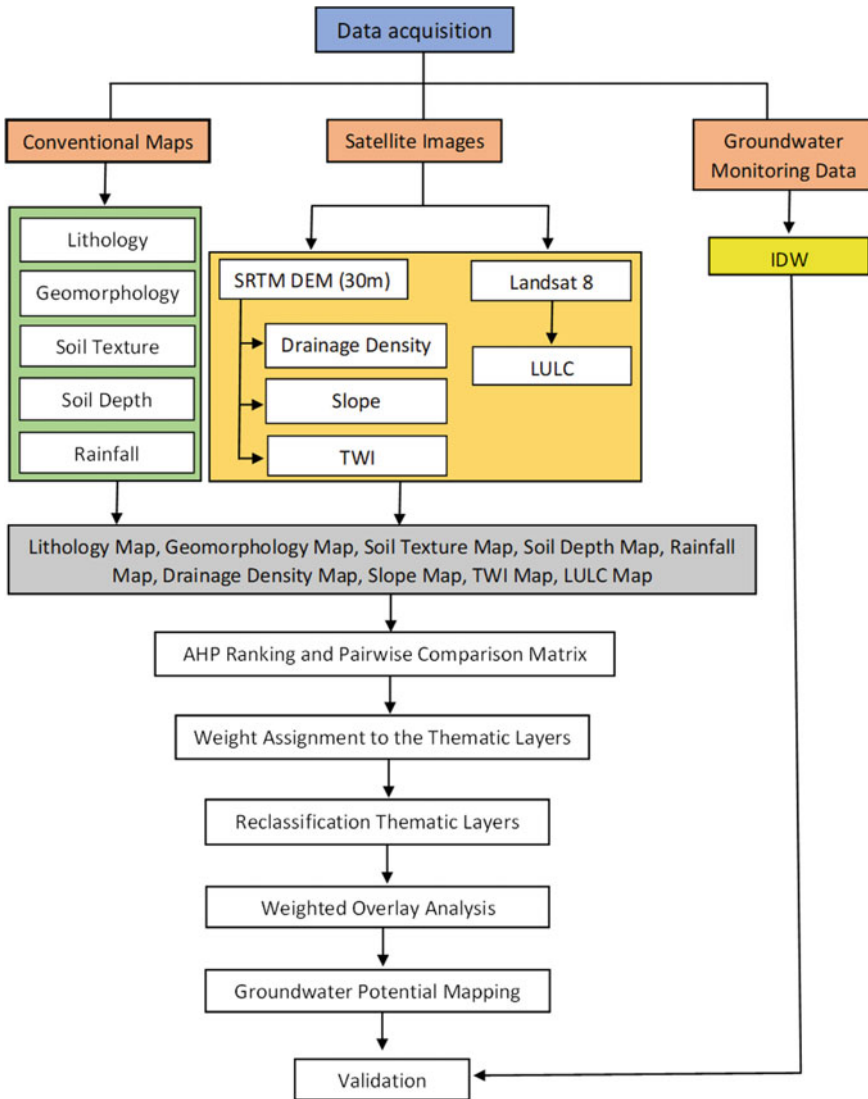 Data acquisition
Conventional Maps
Satellite Images
Groundwater
Monitoring Data
Lithology
Geomorphology
Soil Texture
Soil Depth
Rainfall
SRTM DEM (30m)
Drainage Density
Slope
TWI
Landsat 8
LULC
IDW
Lithology Map, Geomorphology Map, Soil Texture Map, Soil Depth Map, Rainfall
Map, Drainage Density Map, Slope Map, TWI Map, LULC Map
AHP Ranking and Pairwise Comparison Matrix
Weight Assignment to the Thematic Layers
Reclassification Thematic Layers
Weighted Overlay Analysis
Groundwater Potential Mapping
Validation